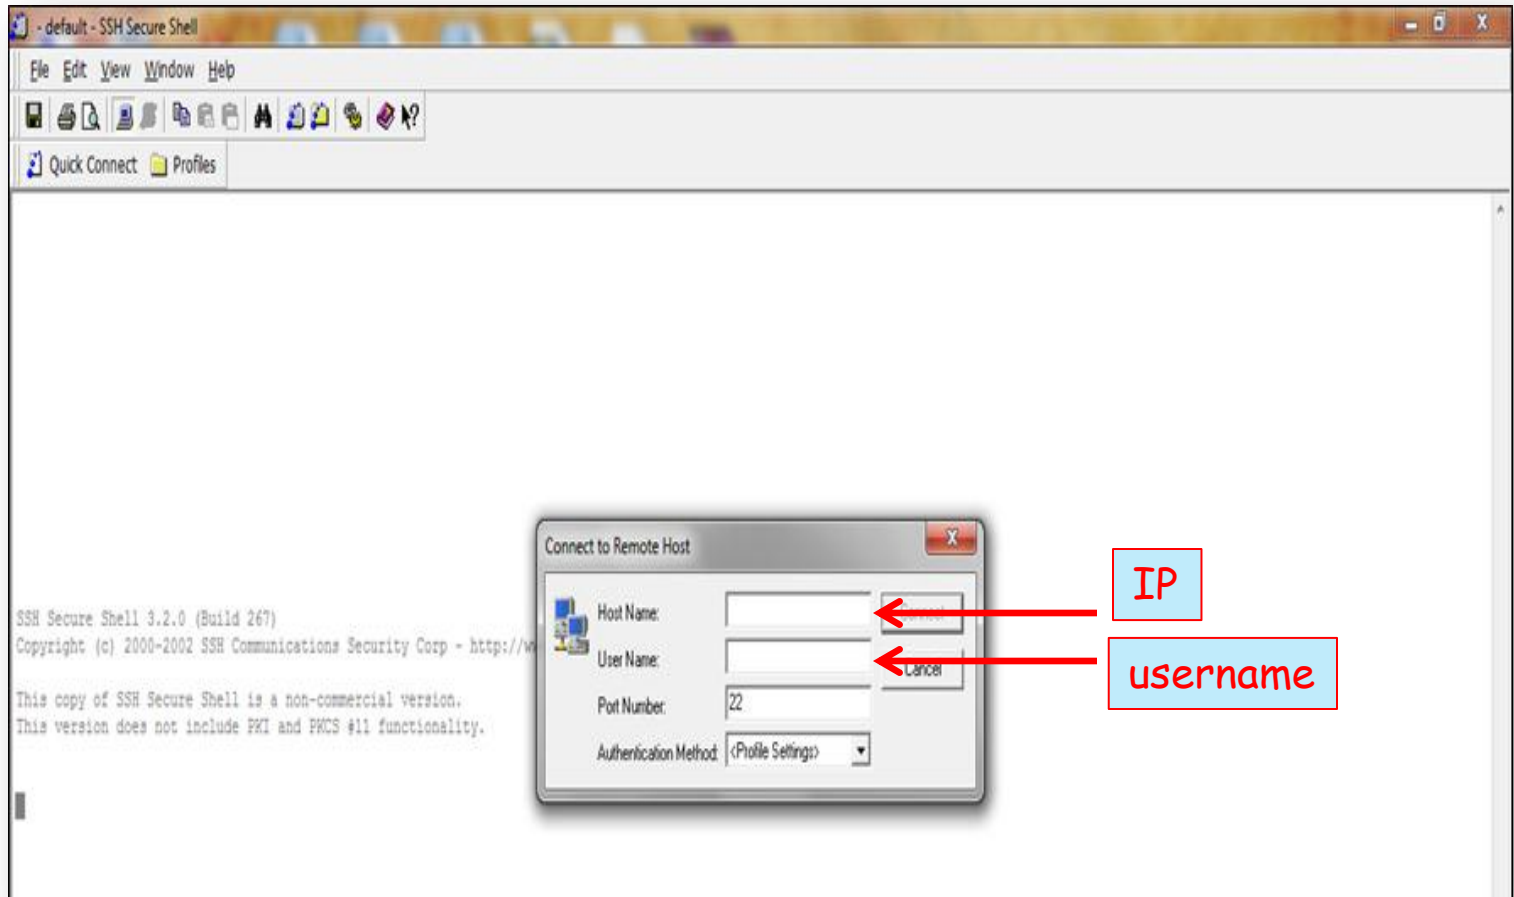 - default - SSH Secure Shell
File Edit View Window Help
Quick Connect Profiles
SSH Secure Shell 3.2.0 (Build 267)
Copyright (c) 2000-2002 SSH Communications Security Corp - http://w
This copy of SSH Secure Shell is a non-commercial version.
This version does not include PKI and PKCS #11 functionality.
Connect to Remote Host
Host Name:
Connect
User Name:
Cancel
Port Number: 22
Authentication Method: <Profile Settings>
IP
username